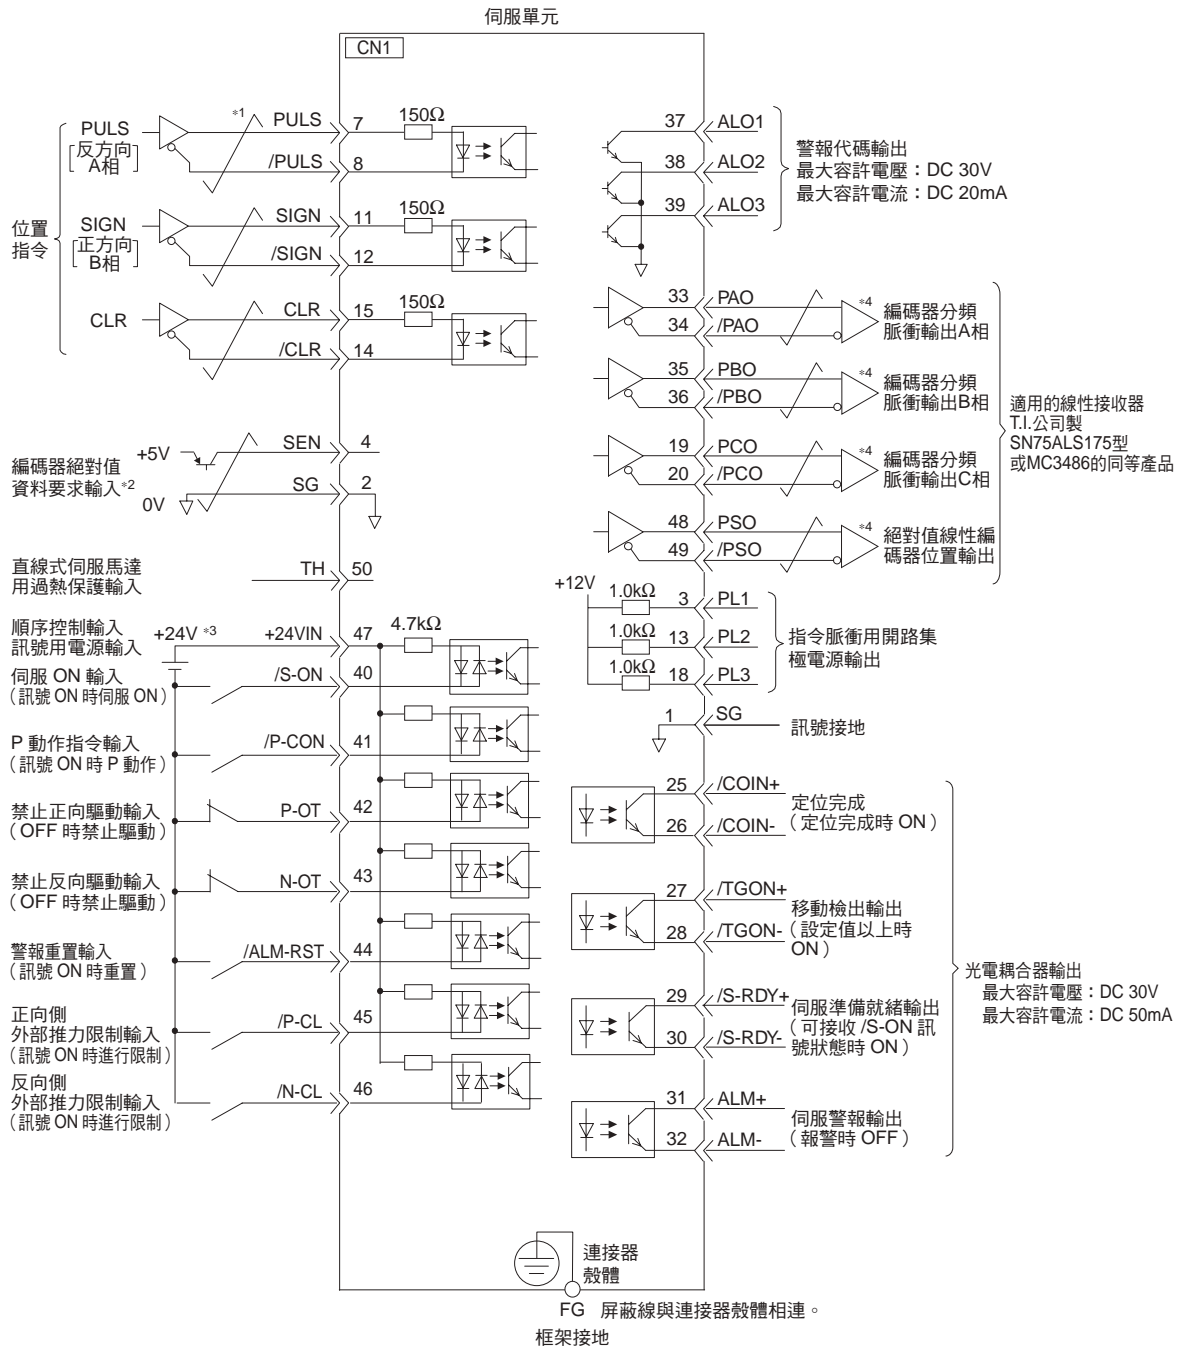 伺服單元
CN1
位置
指令
PULS
反方向
A相
*1
PULS
7
150Ω
/PULS
8
SIGN
正方向
B相
SIGN
11
150Ω
/SIGN
12
CLR
CLR
15
150Ω
/CLR
14
編碼器絕對值
資料要求輸入*2
+5V
SEN
4
0V
SG
2
直線式伺服馬達
用過熱保護輸入
TH
50
順序控制輸入
訊號用電源輸入
+24V *3
+24VIN
47
4.7kΩ
伺服 ON 輸入
（訊號 ON 時伺服 ON）
/S-ON
40
P 動作指令輸入
（訊號 ON 時 P 動作）
/P-CON
41
禁止正向驅動輸入
（OFF 時禁止驅動）
P-OT
42
禁止反向驅動輸入
（OFF 時禁止驅動）
N-OT
43
警報重置輸入
（訊號 ON 時重置）
/ALM-RST
44
正向側
外部推力限制輸入
（訊號 ON 時進行限制）
/P-CL
45
反向側
外部推力限制輸入
（訊號 ON 時進行限制）
/N-CL
46
37
ALO1
38
ALO2
39
ALO3
警報代碼輸出
最大容許電壓：DC 30V
最大容許電流：DC 20mA
33
PAO
34
/PAO
*4
編碼器分頻
脈衝輸出A相
35
PBO
36
/PBO
*4
編碼器分頻
脈衝輸出B相
19
PCO
20
/PCO
*4
編碼器分頻
脈衝輸出C相
48
PSO
49
/PSO
*4
絕對值線性編
碼器位置輸出
適用的線性接收器
T.I.公司製
SN75ALS175型
或MC3486的同等產品
+12V
1.0kΩ
3
PL1
1.0kΩ
13
PL2
1.0kΩ
18
PL3
指令脈衝用開路集
極電源輸出
1
SG
訊號接地
25
/COIN+
26
/COIN-
定位完成
（定位完成時 ON）
27
/TGON+
28
/TGON-
移動檢出輸出
（設定值以上時
ON）
29
/S-RDY+
30
/S-RDY-
伺服準備就緒輸出
（可接收 /S-ON 訊
號狀態時 ON）
31
ALM+
32
ALM-
伺服警報輸出
（報警時 OFF）
光電耦合器輸出
最大容許電壓：DC 30V
最大容許電流：DC 50mA
連接器
殼體
FG 屏蔽線與連接器殼體相連。
框架接地